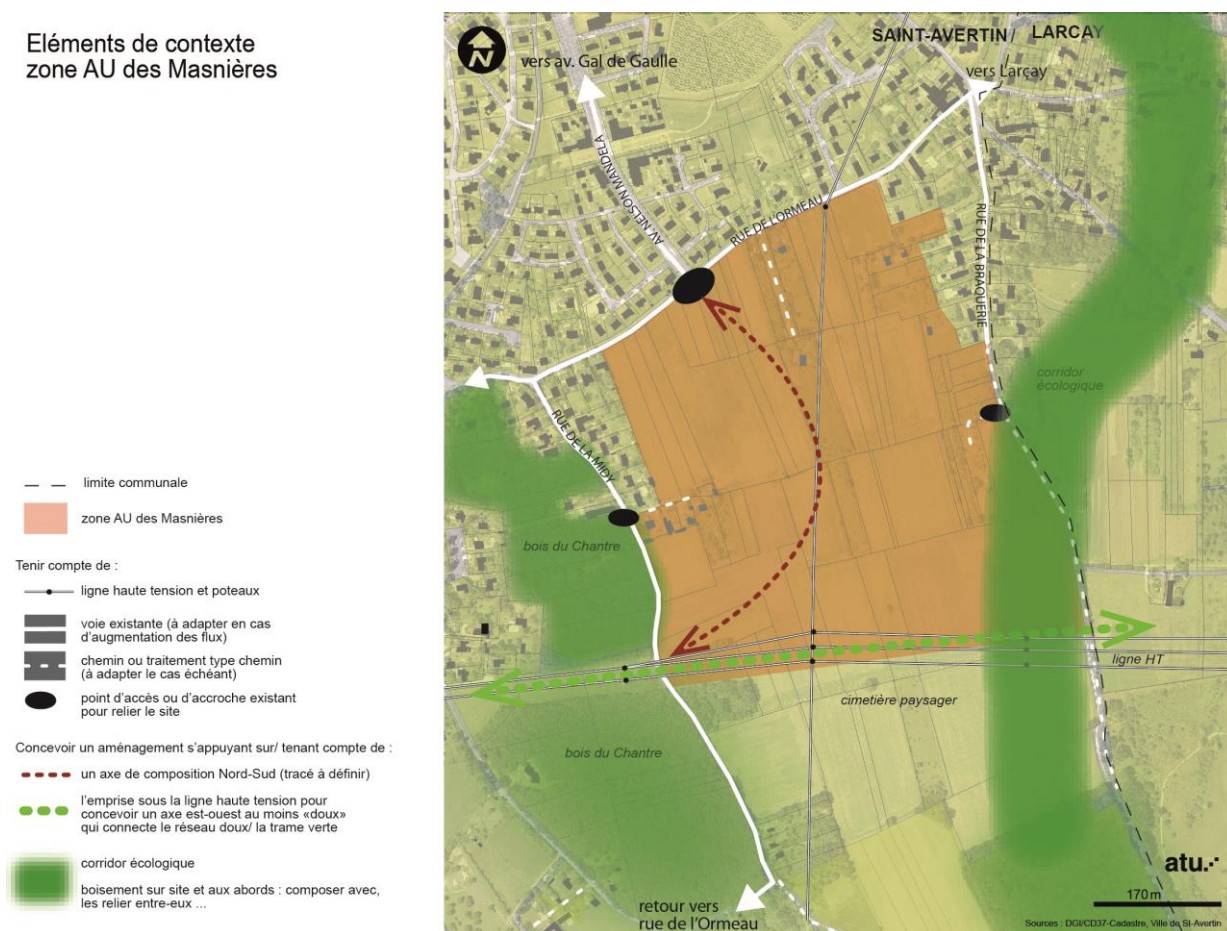 Eléments de contexte
zone AU des Masnières
limite communale
zone AU des Masnières
Tenir compte de :
ligne haute tension et poteaux
voie existante (à adapter en cas
d'augmentation des flux)
chemin ou traitement type chemin
(à adapter le cas échéant)
point d'accès ou d'accroche existant
pour relier le site
Concevoir un aménagement s'appuyant sur/ tenant compte de :
un axe de composition Nord-Sud (tracé à définir)
l'emprise sous la ligne haute tension pour
concevoir un axe est-ouest au moins «doux»
qui connecte le réseau doux/ la trame verte
corridor écologique
boisement sur site et aux abords : composer avec,
les relier entre-eux ...
N
vers av. Gal de Gaulle
SAINT-AVERTIN / LARCAY
vers Larçay
AV. NELSON MANDELA
RUE DE L'ORMEAU
RUE DE LA BRAQUERIE
corridor
écologique
RUE DE LA MIDY
bois du Chantre
ligne HT
cimetière paysager
bois du Chantre
retour vers
rue de l'Ormeau
atu.
170 m
Sources : DGI/CD37-Cadastre, Ville de St-Avertin